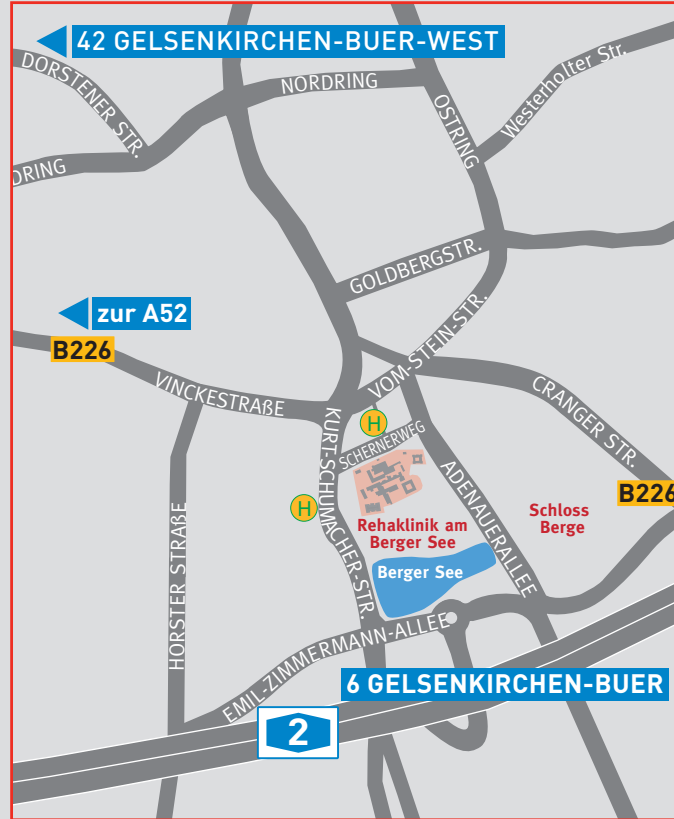 42 GELSENKIRCHEN-BUER-WEST
DORSTENER STR.
NORDRING
OSTRING
Westerholter Str.
DRING
GOLDBERGSTR.
zur A52
B226
VINCKESTRAßE
VOM-STEIN-STR.
CRANGER STR.
H
SCHERNERWEG
KURT-SCHUMACHER-STR.
ADENAUERALLEE
B226
H
Rehaklinik am
Berger See
Schloss
Berge
Berger See
HORSTER STRAßE
EMIL-ZIMMERMANN-ALLEE
6 GELSENKIRCHEN-BUER
2